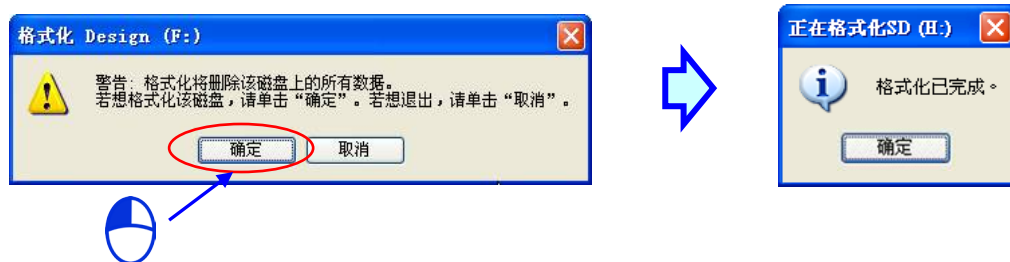 格式化 Design (F:)
警告: 格式化将删除该磁盘上的所有数据。
若想格式化该磁盘，请单击“确定”。若想退出，请单击“取消”。
确定
取消
正在格式化SD (H:)
格式化已完成。
确定